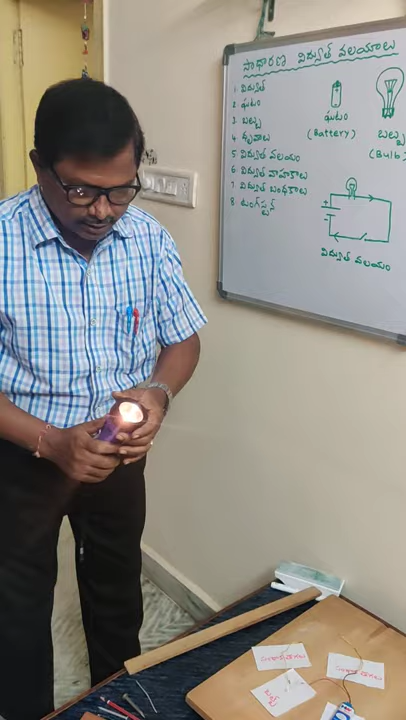 సాధారణ విద్యుత్ వలయాలు
1 విద్యుత్
2 ఘటం
3 బల్బు
4 ధృవాలు
5 విద్యుత్ వలయం
6 విద్యుత్ వాహకాలు
7 విద్యుత్ బంధకాలు
8 టంగ్‌స్టన్
ఘటం
(Battery)
బల్బు
(Bulb)
విద్యుత్ వలయం